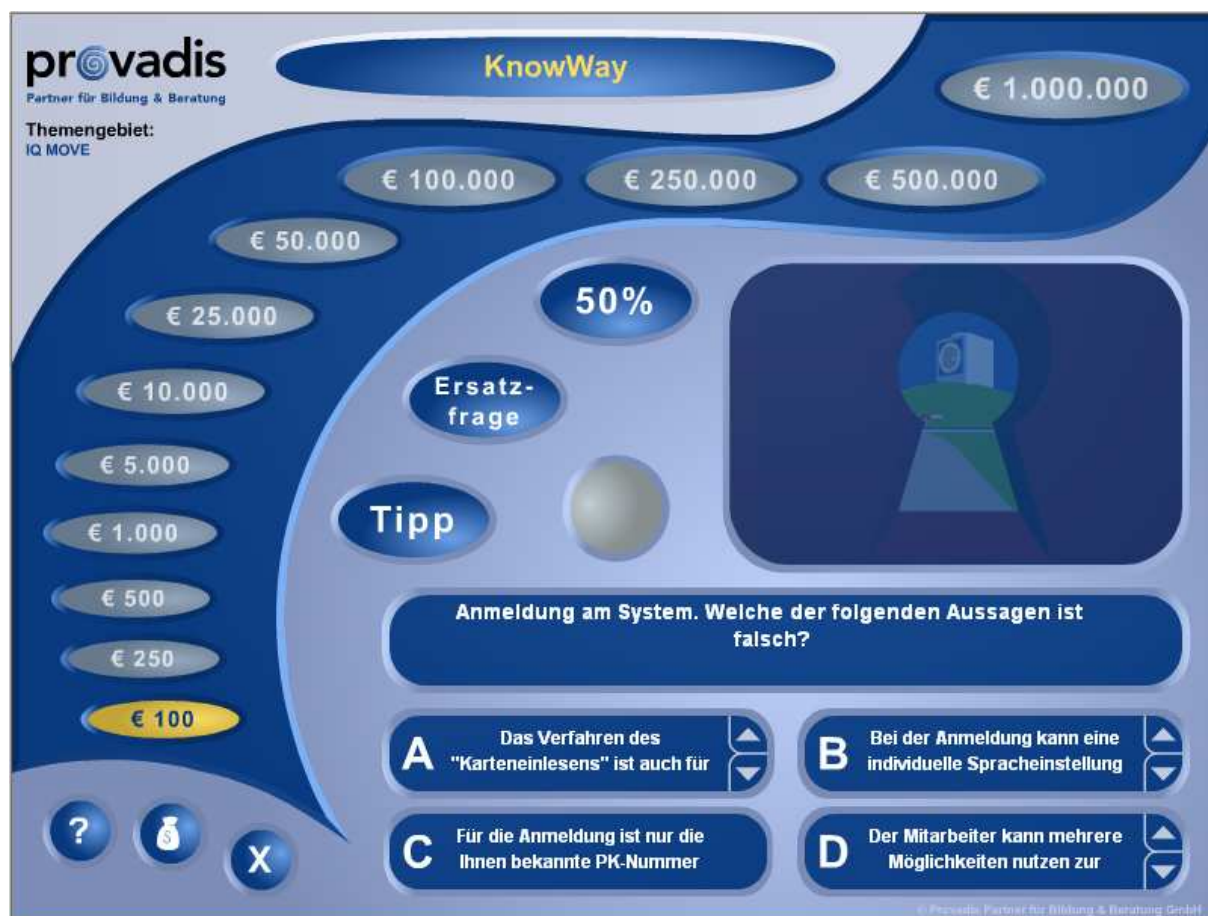 provadis
Partner für Bildung & Beratung
Themengebiet:
IQ MOVE
KnowWay
€ 1.000.000
€ 100.000
€ 250.000
€ 500.000
€ 50.000
€ 25.000
€ 10.000
€ 5.000
€ 1.000
€ 500
€ 250
€ 100
50%
Ersatz-
frage
Tipp
Anmeldung am System. Welche der folgenden Aussagen ist
falsch?
A
Das Verfahren des
"Karteneinlesens" ist auch für
B
Bei der Anmeldung kann eine
individuelle Spracheinstellung
C
Für die Anmeldung ist nur die
Ihnen bekannte PK-Nummer
D
Der Mitarbeiter kann mehrere
Möglichkeiten nutzen zur
?
$
X
© Provadis Partner für Bildung & Beratung GmbH